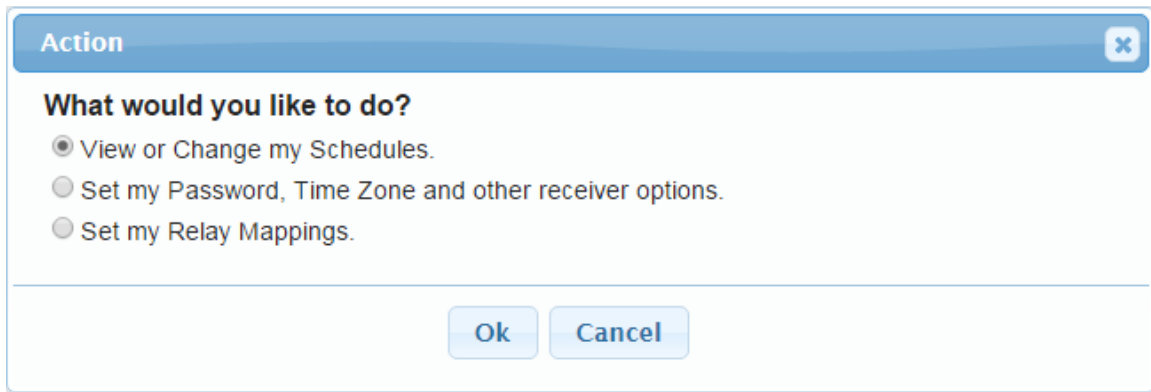 Action
What would you like to do?
View or Change my Schedules.
Set my Password, Time Zone and other receiver options.
Set my Relay Mappings.
Ok Cancel